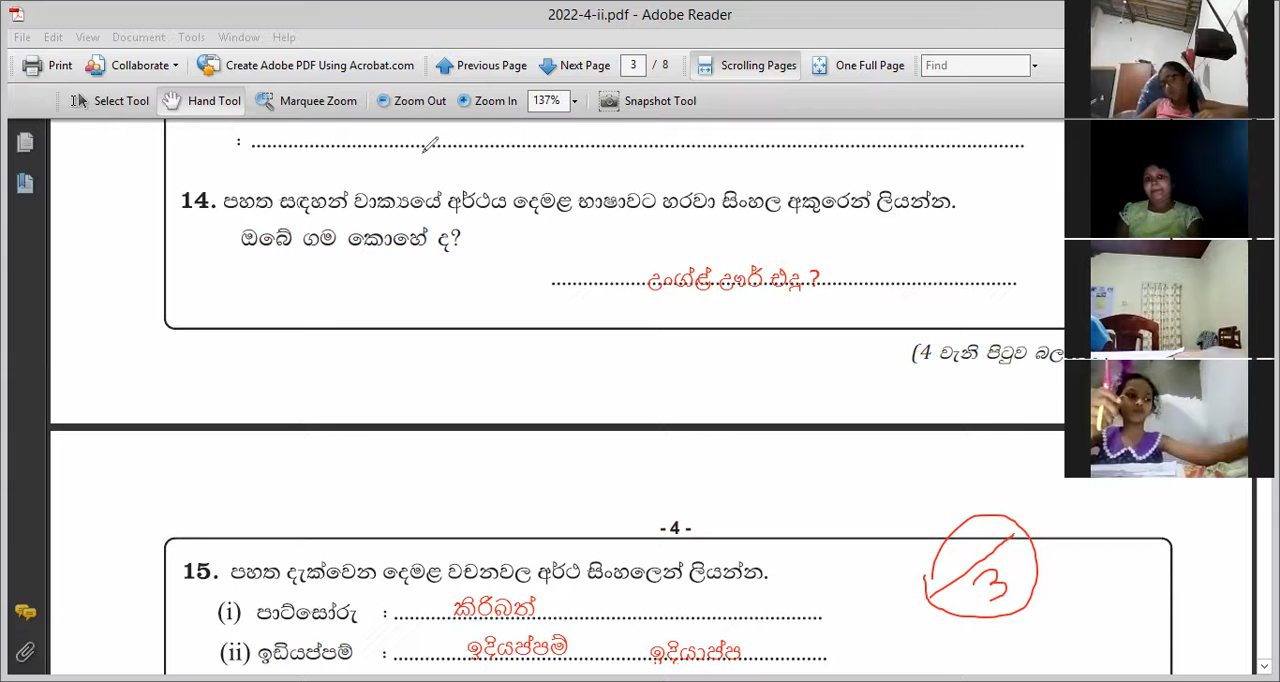 2022-4-ii.pdf - Adobe Reader
File Edit View Document Tools Window Help
Print Collaborate Create Adobe PDF Using Acrobat.com Previous Page Next Page 3 / 8 Scrolling Pages One Full Page Find
Select Tool Hand Tool Marquee Zoom Zoom Out Zoom In 137% Snapshot Tool
: ..........
14. පහත සඳහන් වාක්‍යයේ අර්ථය දෙමළ භාෂාවට හරවා සිංහල අකුරෙන් ලියන්න.
ඔබේ ගම කොහේ ද?
උංගල් ඌර් එදු ?
(4 වැනි පිටුව බල
- 4 -
15. පහත දැක්වෙන දෙමළ වචනවල අර්ථ සිංහලෙන් ලියන්න.
3
(i) පාට්සෝරු : කිරිබත්
(ii) ඉඩියප්පම් : ඉදියප්පම් ඉදියාප්ප